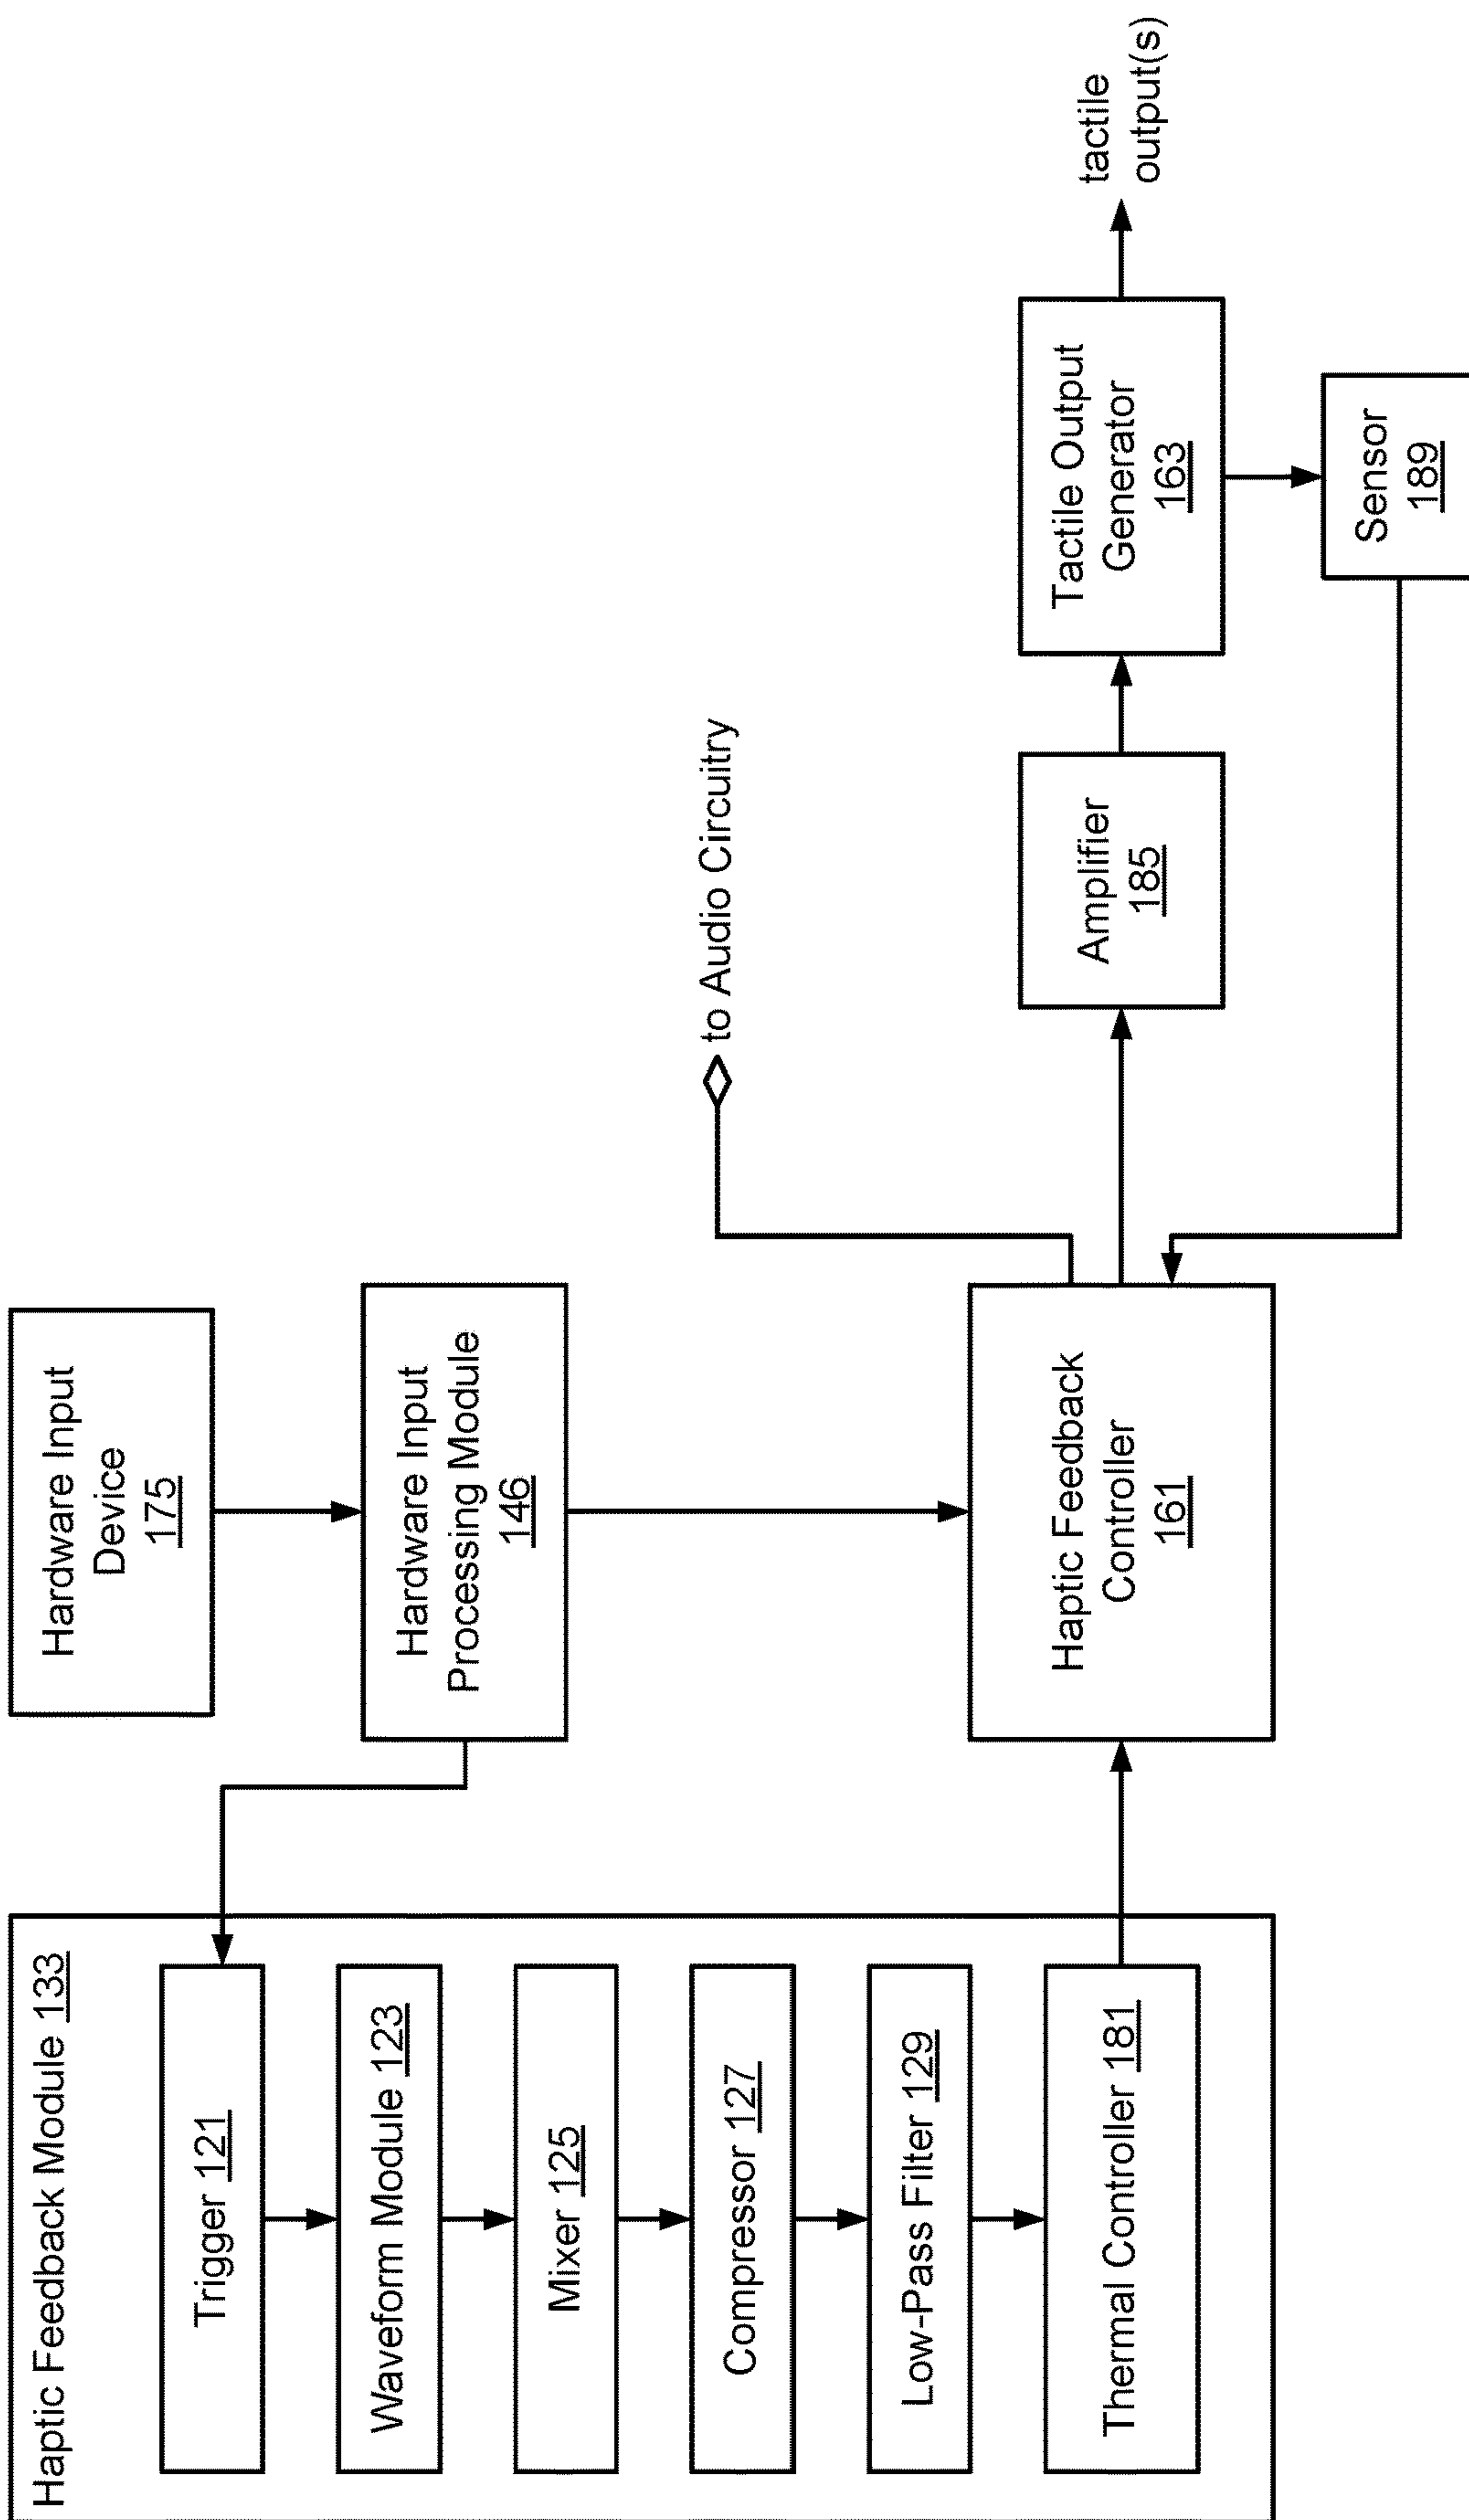 Haptic Feedback Module 133
Trigger 121
Waveform Module 123
Mixer 125
Compressor 127
Low-Pass Filter 129
Thermal Controller 181
Hardware Input
Device
175
Hardware Input
Processing Module
146
Haptic Feedback
Controller
161
to Audio Circuitry
Amplifier
185
Tactile Output
Generator
163
Sensor
189
tactile
output(s)